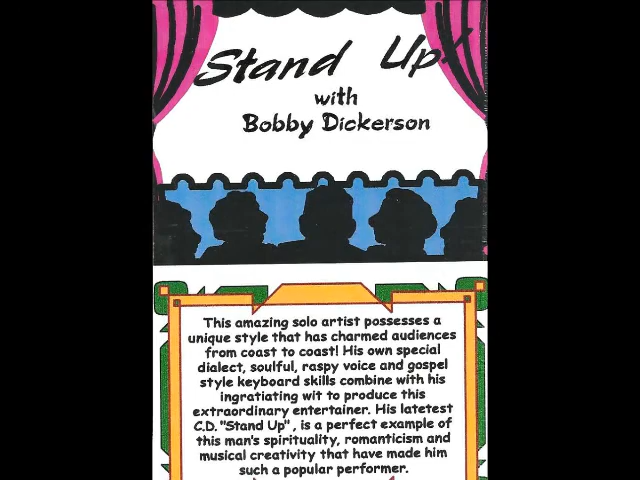 Stand Up!
with
Bobby Dickerson
This amazing solo artist possesses a
unique style that has charmed audiences
from coast to coast! His own special
dialect, soulful, raspy voice and gospel
style keyboard skills combine with his
ingratiating wit to produce this
extraordinary entertainer. His latetest
C.D. "Stand Up", is a perfect example of
this man's spirituality, romanticism and
musical creativity that have made him
such a popular performer.